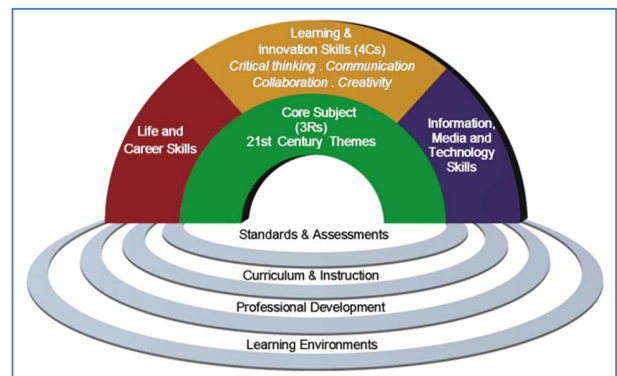 Learning &
Innovation Skills (4Cs)
Critical thinking . Communication
Collaboration . Creativity
Life and
Career Skills
Core Subject
(3Rs)
21st Century Themes
Information,
Media and
Technology
Skills
Standards & Assessments
Curriculum & Instruction
Professional Development
Learning Environments